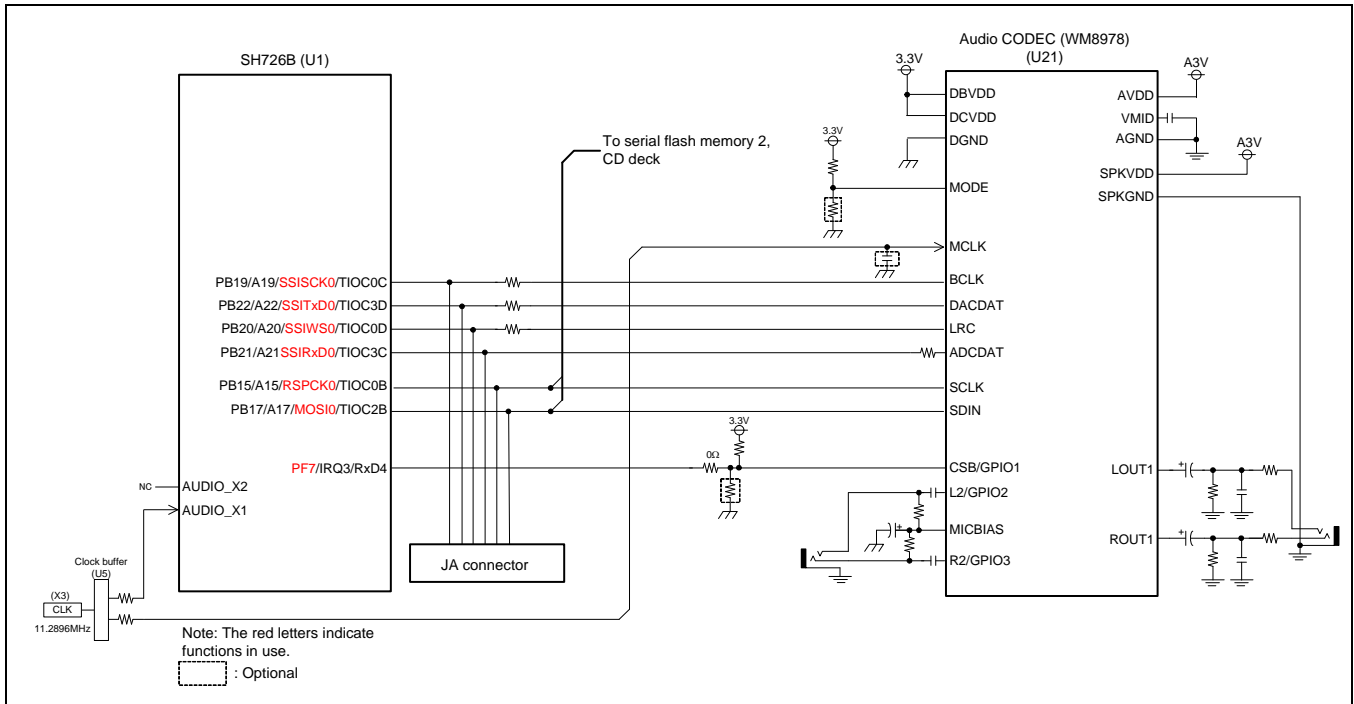 SH726B (U1)
Audio CODEC (WM8978)
(U21)
3.3V
A3V
DBVDD
DCVDD
DGND
AVDD
VMID
AGND
A3V
SPKVDD
SPKGND
3.3V
MODE
To serial flash memory 2,
CD deck
MCLK
PB19/A19/SSISCK0/TIOC0C
BCLK
PB22/A22/SSITxD0/TIOC3D
DACDAT
PB20/A20/SSIWS0/TIOC0D
LRC
PB21/A21SSIRxD0/TIOC3C
ADCDAT
PB15/A15/RSPCK0/TIOC0B
SCLK
PB17/A17/MOSI0/TIOC2B
SDIN
3.3V
0Ω
PF7/IRQ3/RxD4
CSB/GPIO1
LOUT1
NC
AUDIO_X2
L2/GPIO2
AUDIO_X1
MICBIAS
ROUT1
R2/GPIO3
JA connector
Clock buffer
(U5)
(X3)
CLK
11.2896MHz
Note: The red letters indicate
functions in use.
: Optional
+
+
+